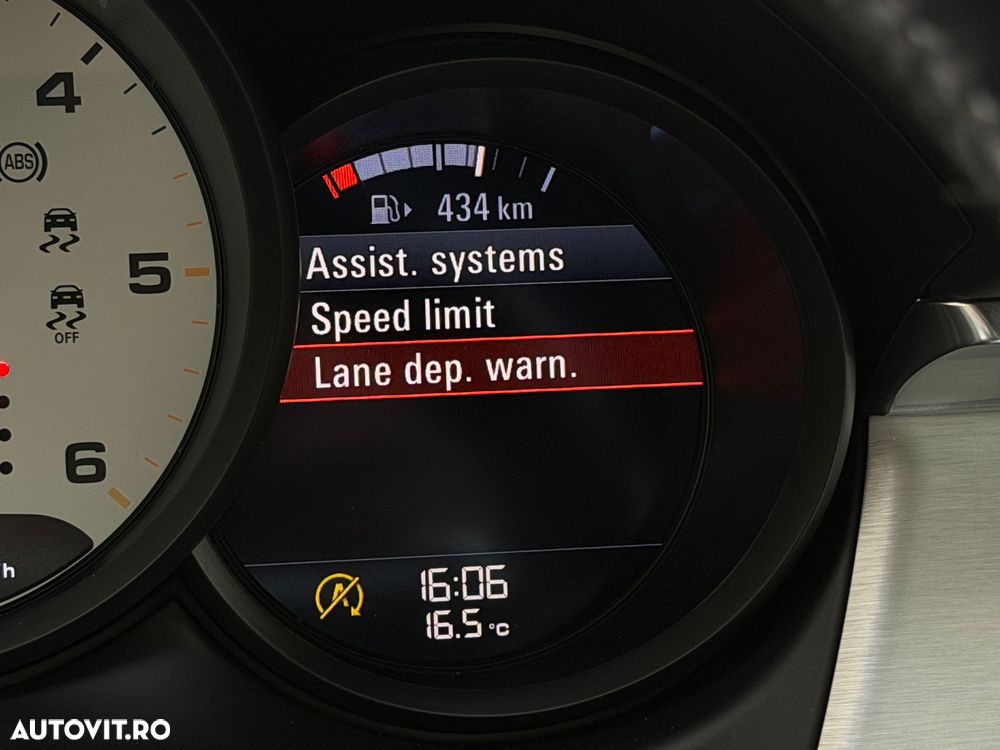 4
ABS
5
OFF
6
/h
434 km
Assist. systems
Speed limit
Lane dep. warn.
A
16:06
16.5 °C
AUTOVIT.RO